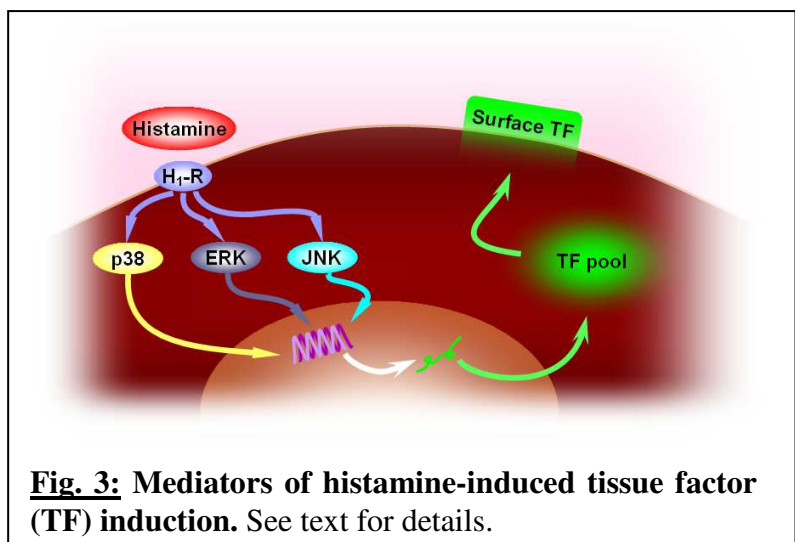 Histamine
H₁-R
p38
ERK
JNK
Surface TF
TF pool
Fig. 3: Mediators of histamine-induced tissue factor
(TF) induction. See text for details.